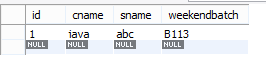 id cname sname weekendbatch
1 java abc B113
NULL NULL NULL NULL